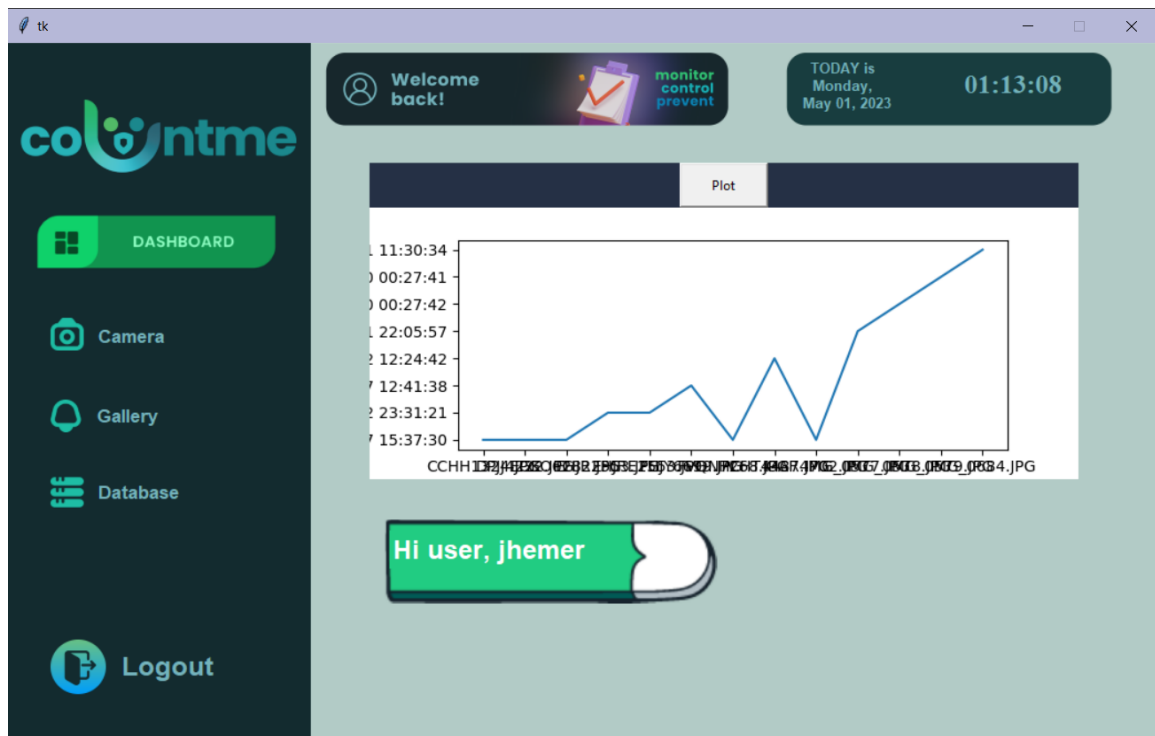 tk
countme
Welcome
back!
monitor
control
prevent
TODAY is
Monday,
May 01, 2023
01:13:08
DASHBOARD
Camera
Gallery
Database
Logout
Plot
11:30:34
00:27:41
00:27:42
22:05:57
12:24:42
12:41:38
23:31:21
15:37:30
Hi user, jhemer